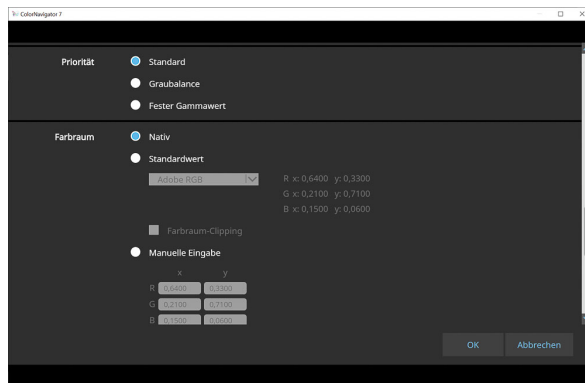 ColorNavigator 7
Priorität
Standard
Graubalance
Fester Gammawert
Farbraum
Nativ
Standardwert
Adobe RGB
R x: 0,6400 y: 0,3300
G x: 0,2100 y: 0,7100
B x: 0,1500 y: 0,0600
Farbraum-Clipping
Manuelle Eingabe
x y
R 0,6400 0,3300
G 0,2100 0,7100
B 0,1500 0,0600
OK Abbrechen